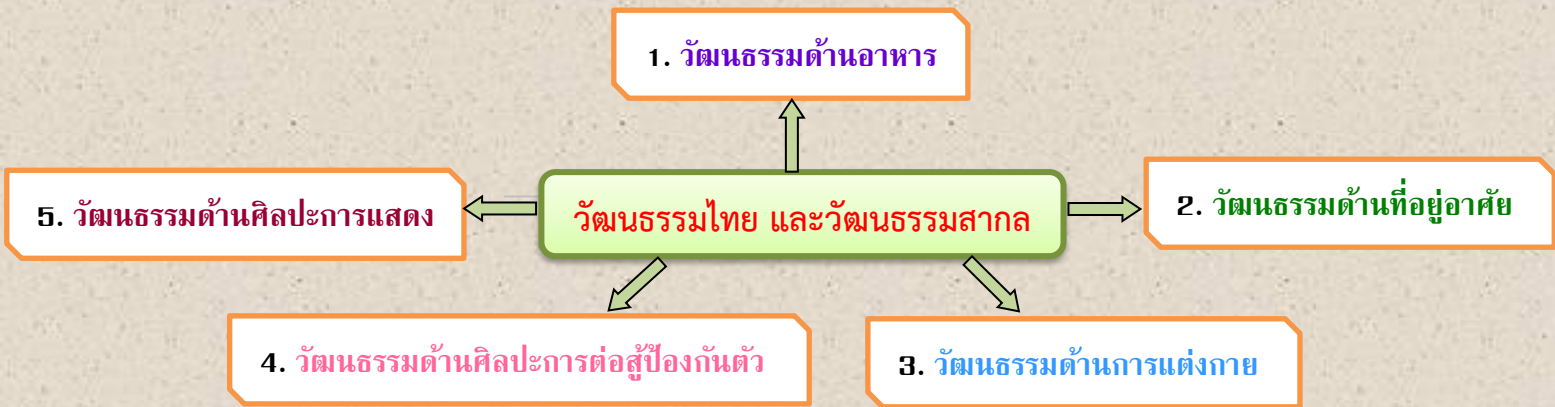 1. วัฒนธรรมด้านอาหาร
วัฒนธรรมไทย และวัฒนธรรมสากล
2. วัฒนธรรมด้านที่อยู่อาศัย
3. วัฒนธรรมด้านการแต่งกาย
4. วัฒนธรรมด้านศิลปะการต่อสู้ป้องกันตัว
5. วัฒนธรรมด้านศิลปะการแสดง